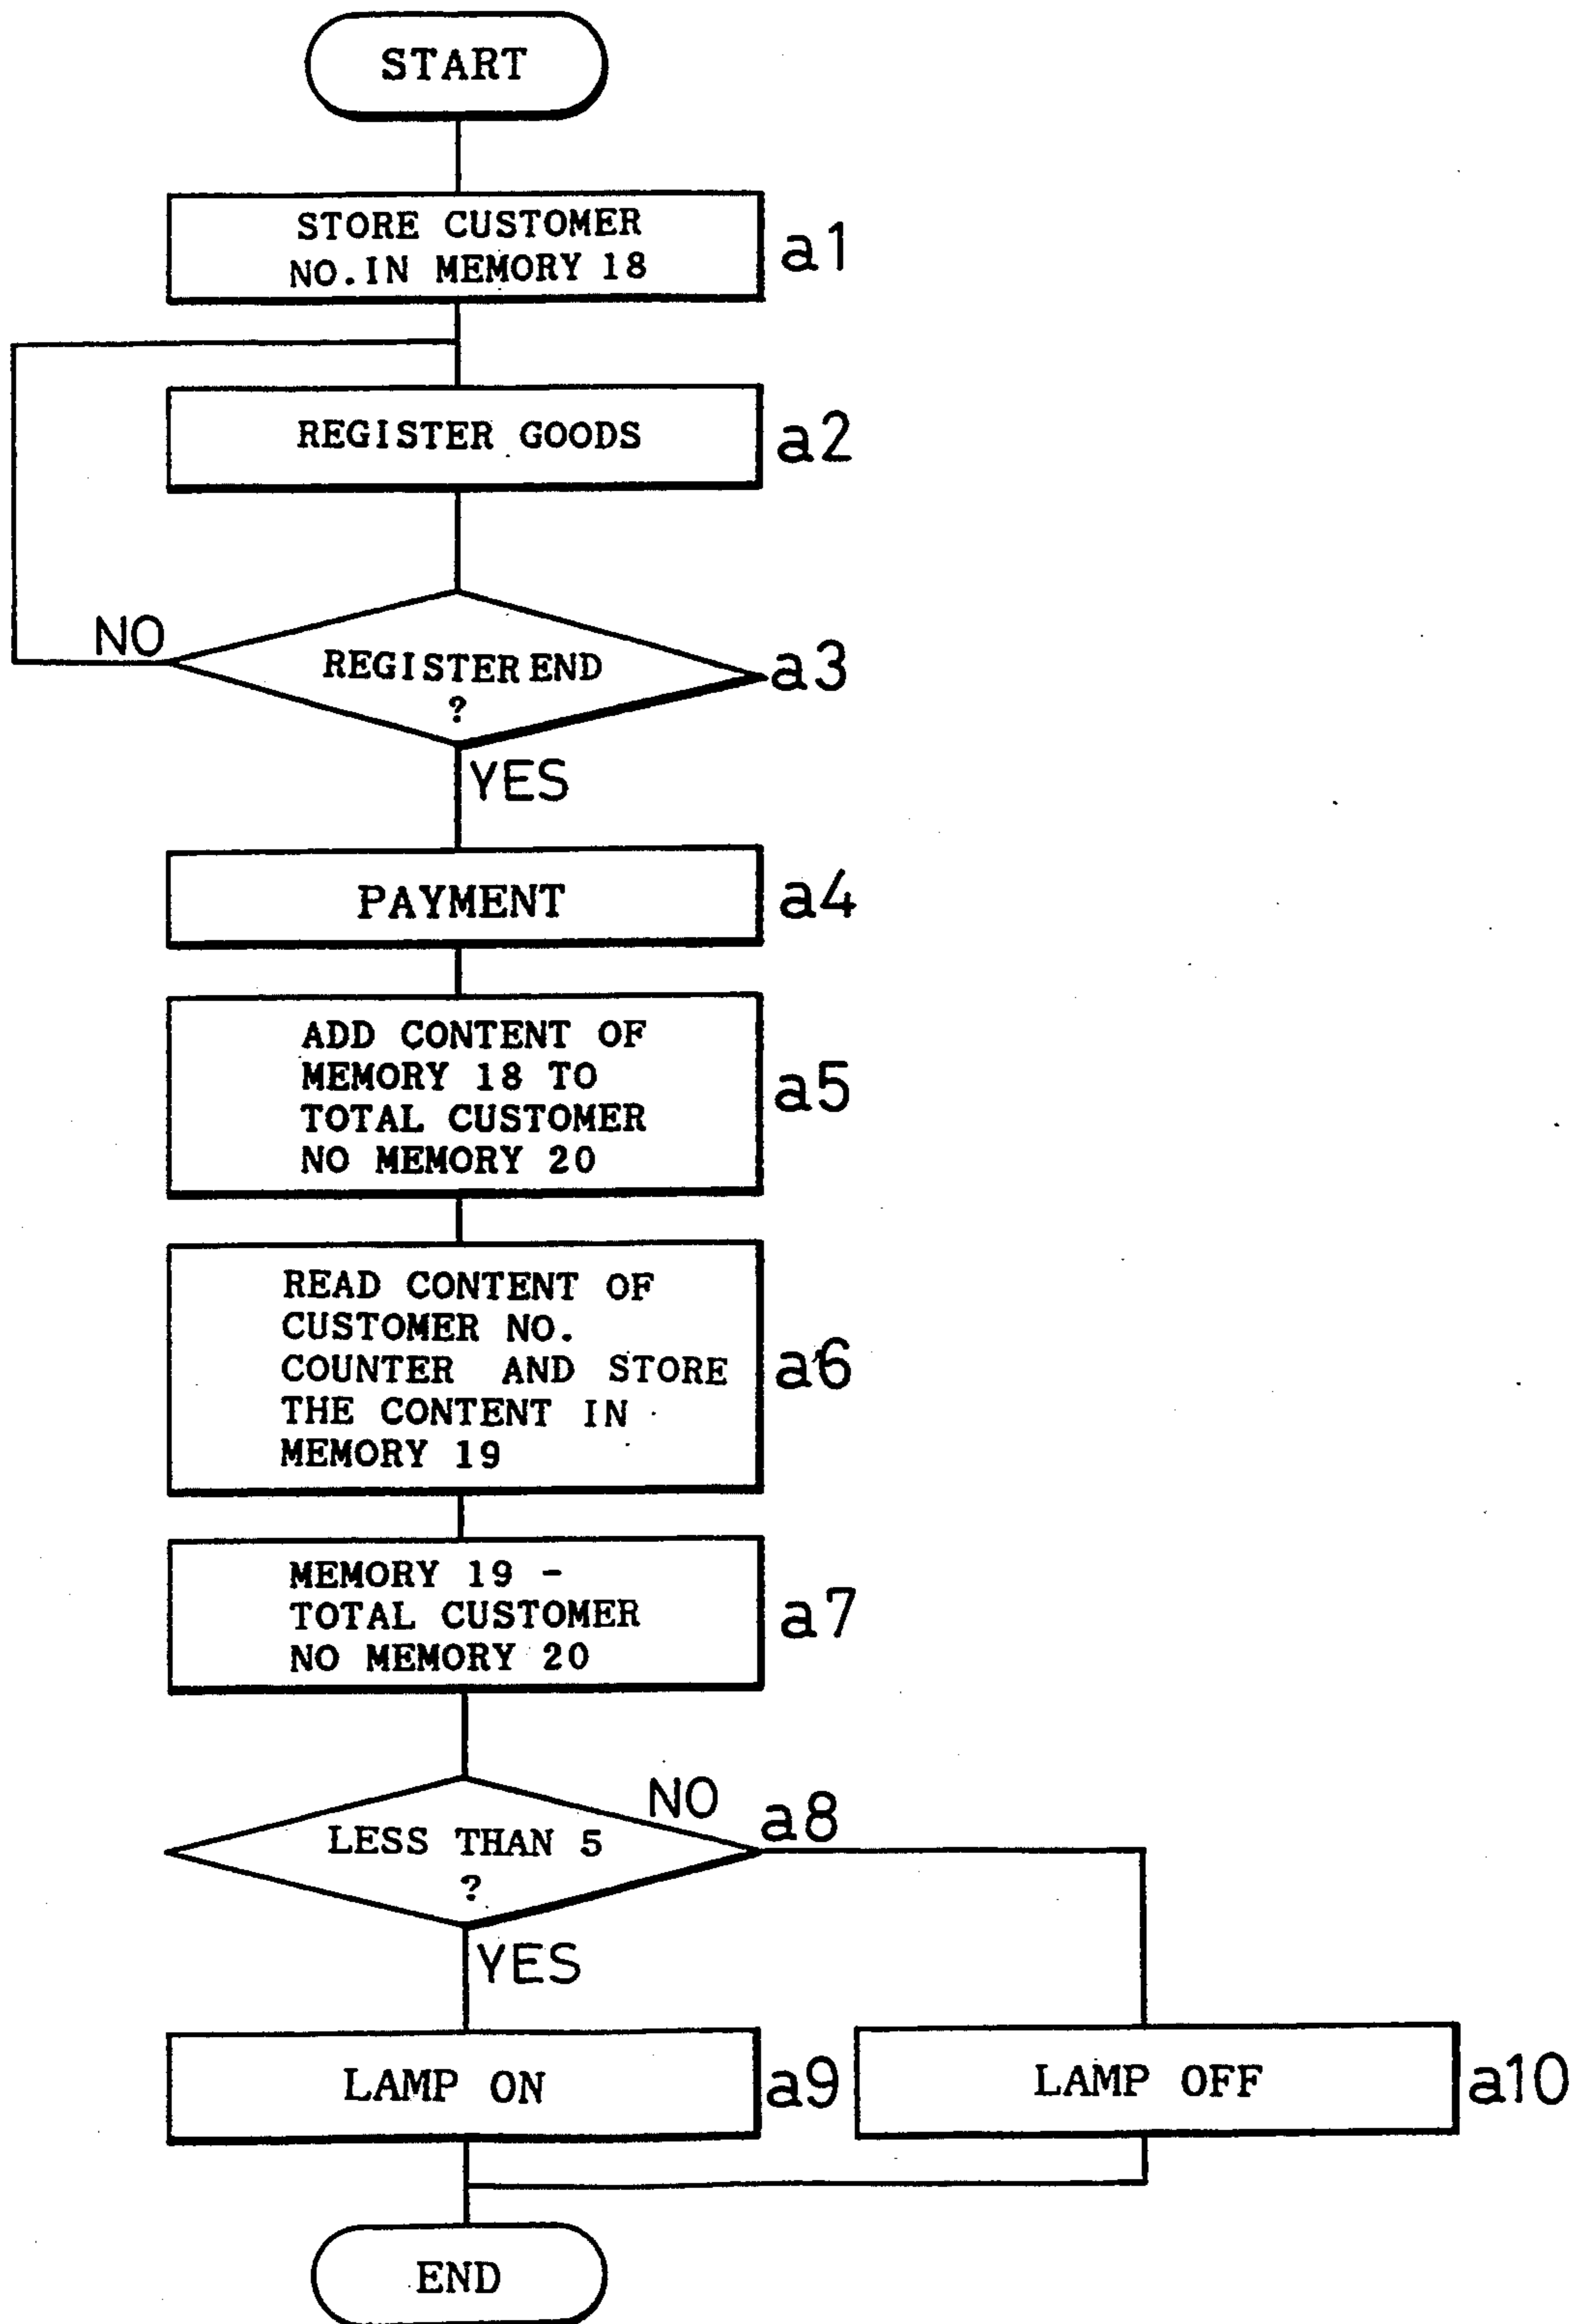 START
STORE CUSTOMER
NO. IN MEMORY 18
a1
REGISTER GOODS
a2
NO
REGISTER END
?
a3
YES
PAYMENT
a4
ADD CONTENT OF
MEMORY 18 TO
TOTAL CUSTOMER
NO MEMORY 20
a5
READ CONTENT OF
CUSTOMER NO.
COUNTER AND STORE
THE CONTENT IN
MEMORY 19
a6
MEMORY 19 -
TOTAL CUSTOMER
NO MEMORY 20
a7
NO
LESS THAN 5
?
a8
YES
LAMP ON
a9
LAMP OFF
a10
END